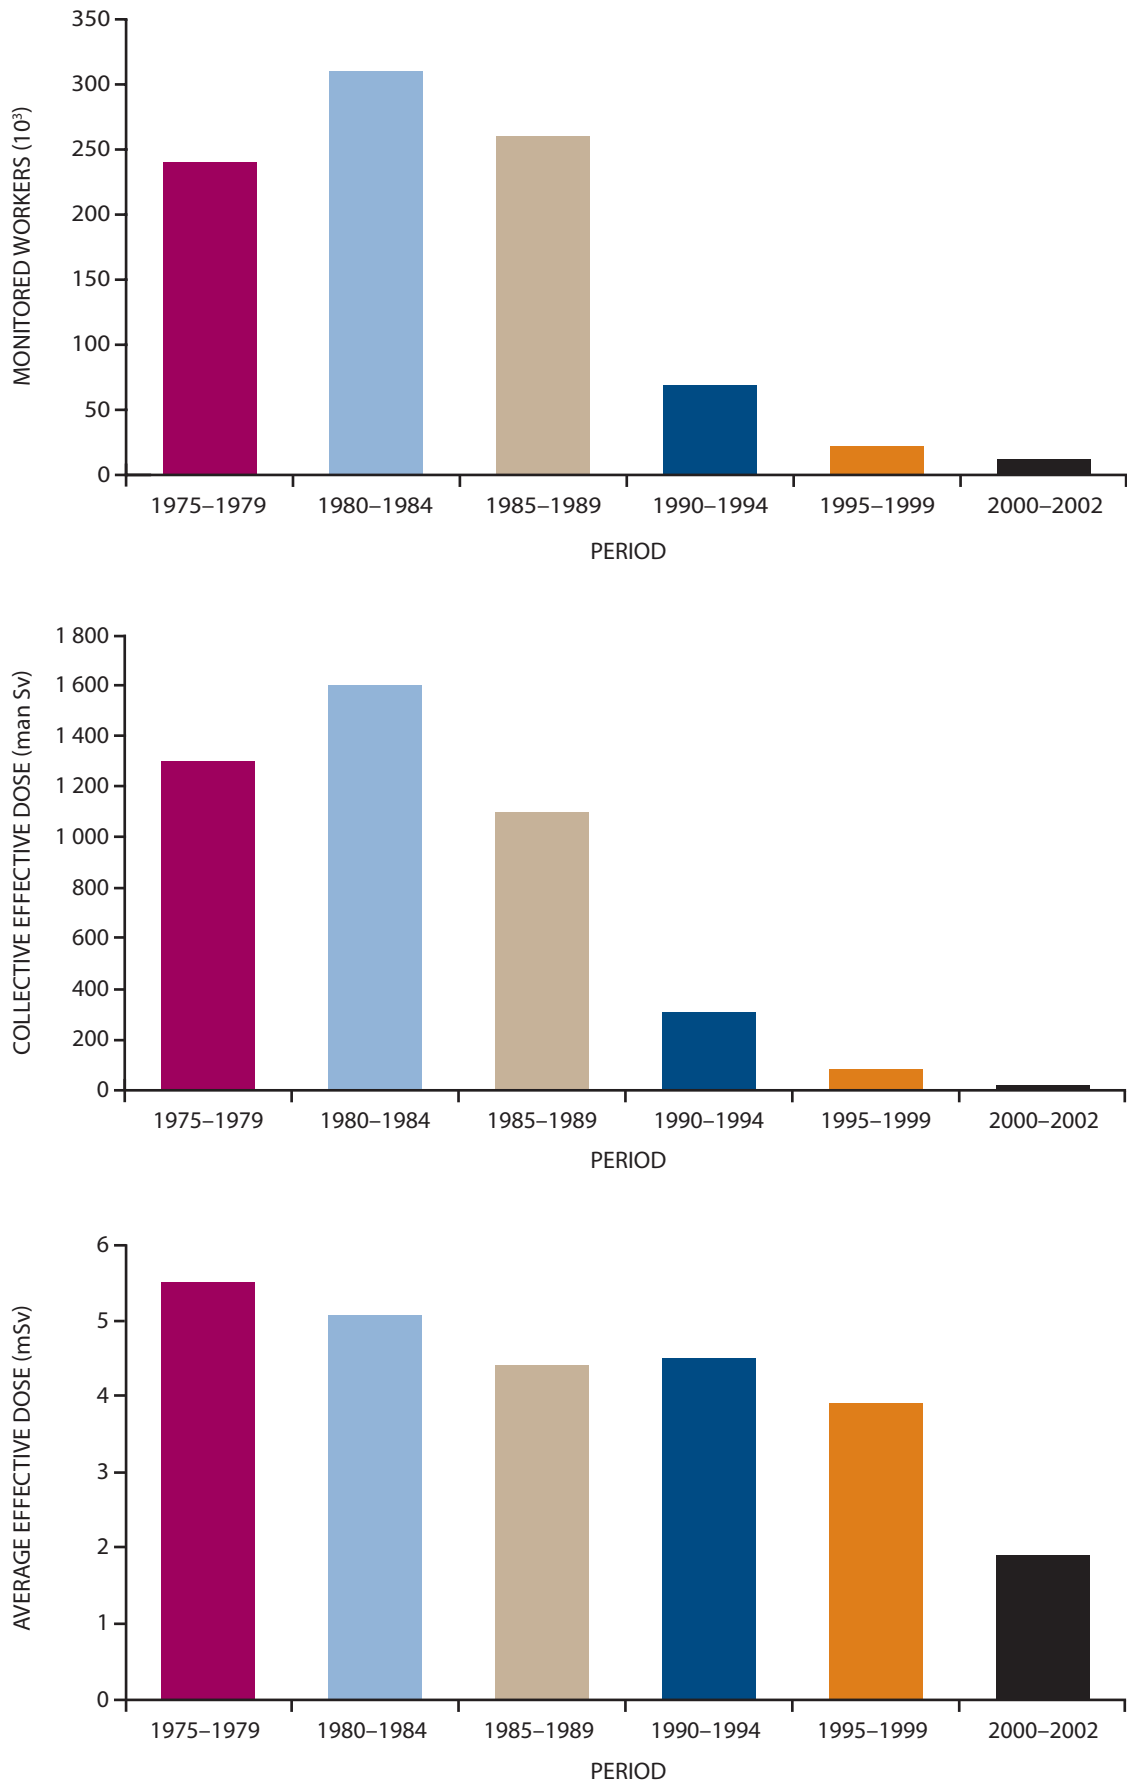 MONITORED WORKERS (10³)
350
300
250
200
150
100
50
0
1975–1979 1980–1984 1985–1989 1990–1994 1995–1999 2000–2002
PERIOD
COLLECTIVE EFFECTIVE DOSE (man Sv)
1 800
1 600
1 400
1 200
1 000
800
600
400
200
0
1975–1979 1980–1984 1985–1989 1990–1994 1995–1999 2000–2002
PERIOD
AVERAGE EFFECTIVE DOSE (mSv)
6
5
4
3
2
1
0
1975–1979 1980–1984 1985–1989 1990–1994 1995–1999 2000–2002
PERIOD